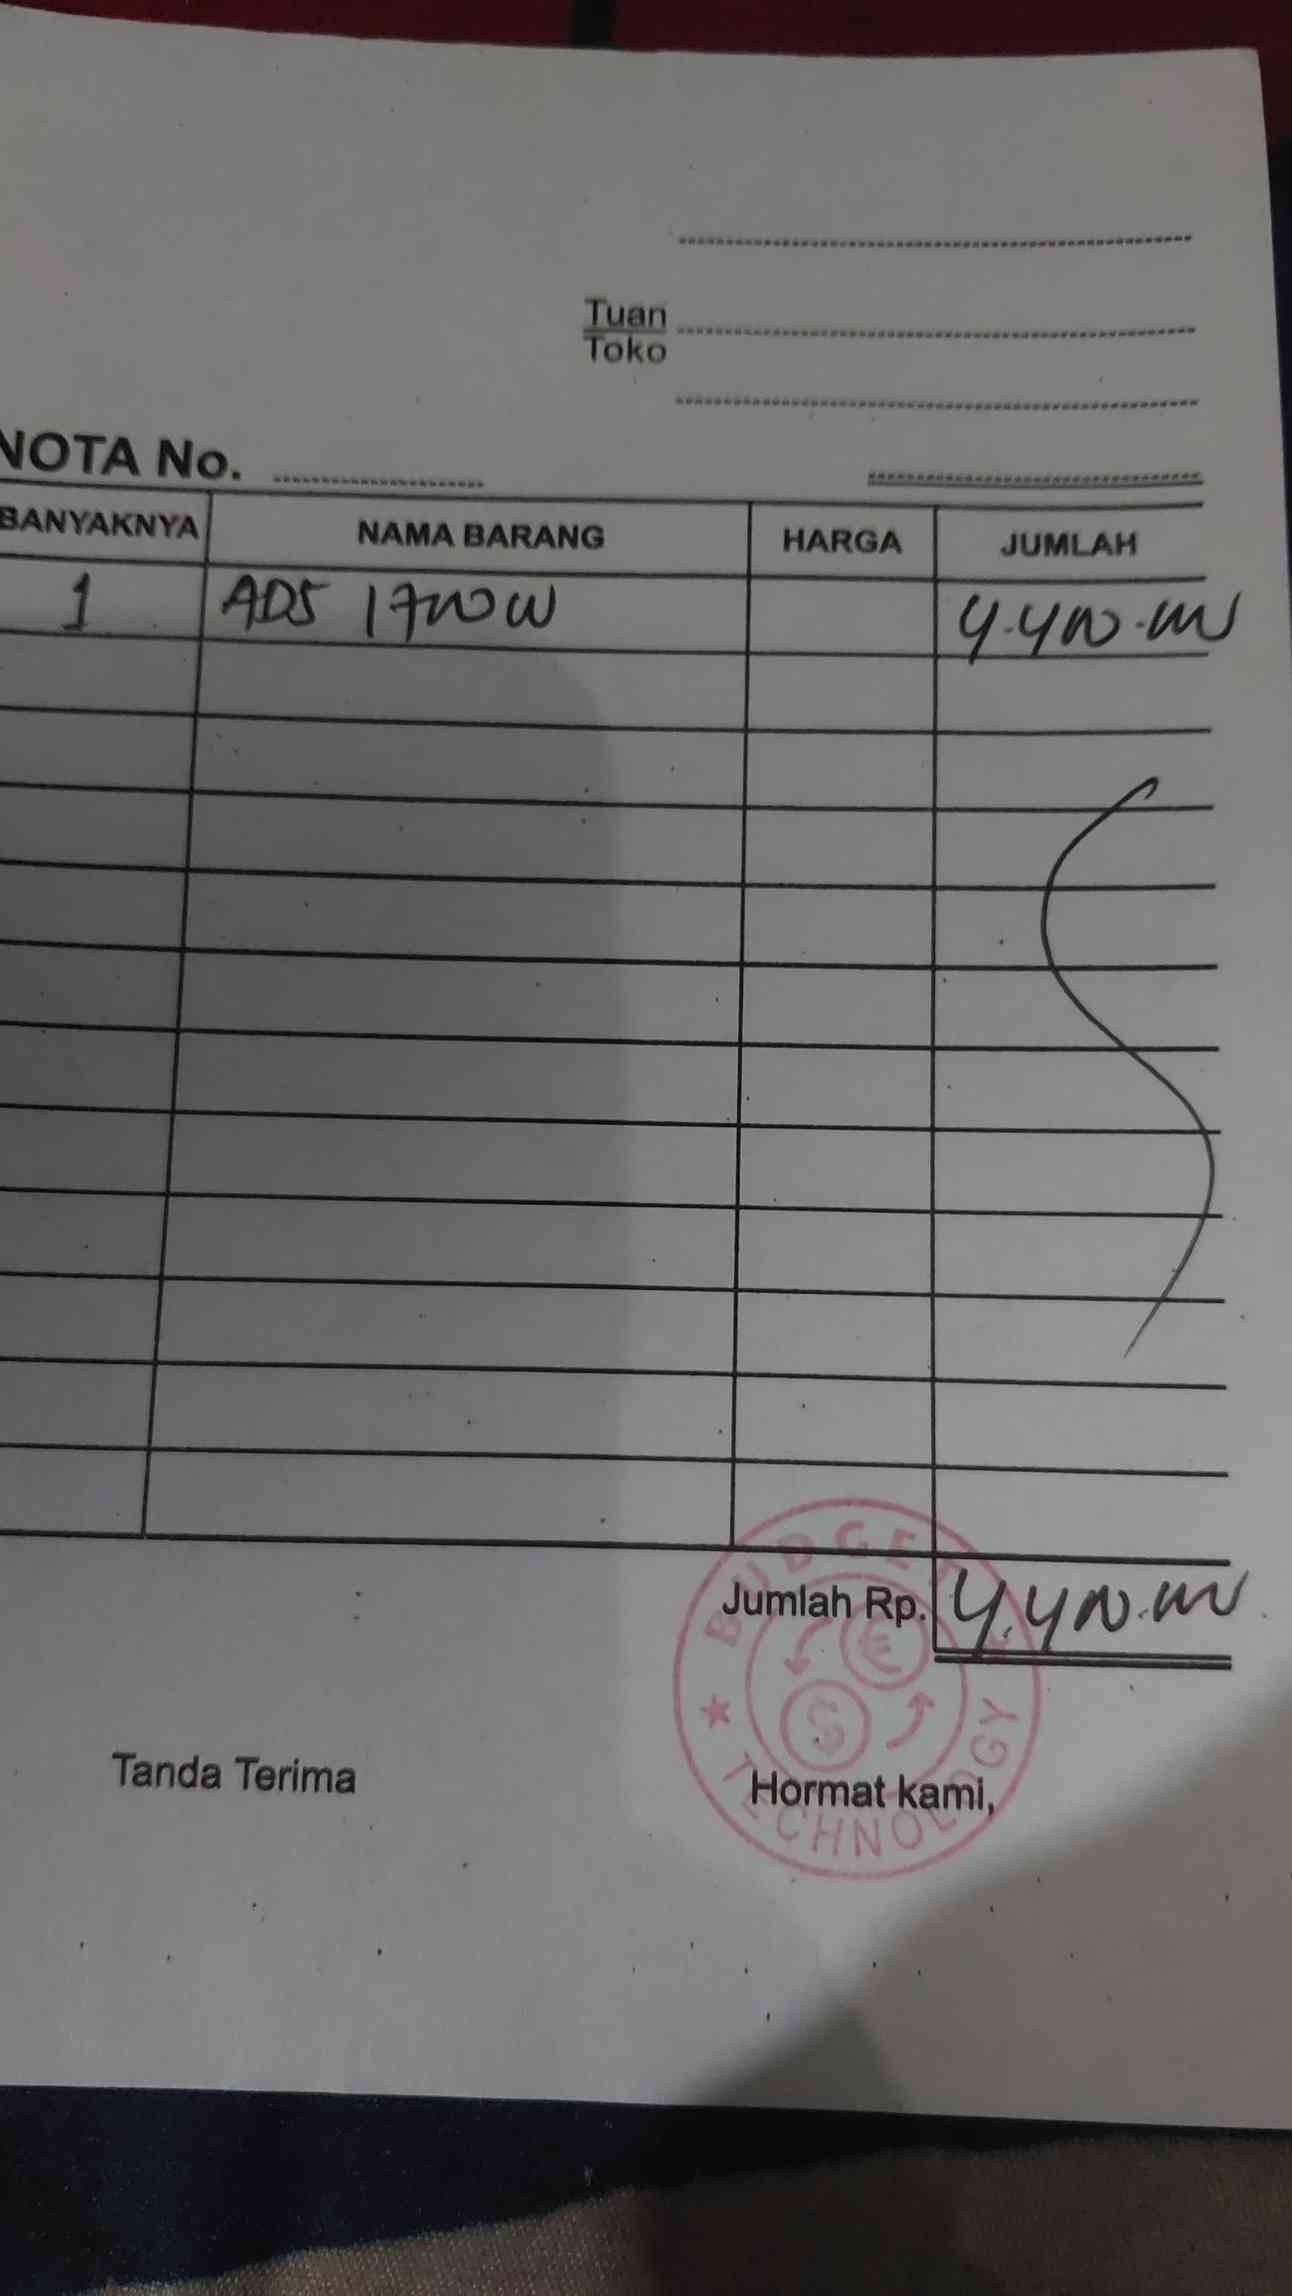 Tuan
Toko
NOTA No.
BANYAKNYA NAMA BARANG HARGA JUMLAH
1 ADS 1700W 4.400.000
Jumlah Rp. 4.400.000
BUDGET
TECHNOLOGY
Tanda Terima Hormat kami,